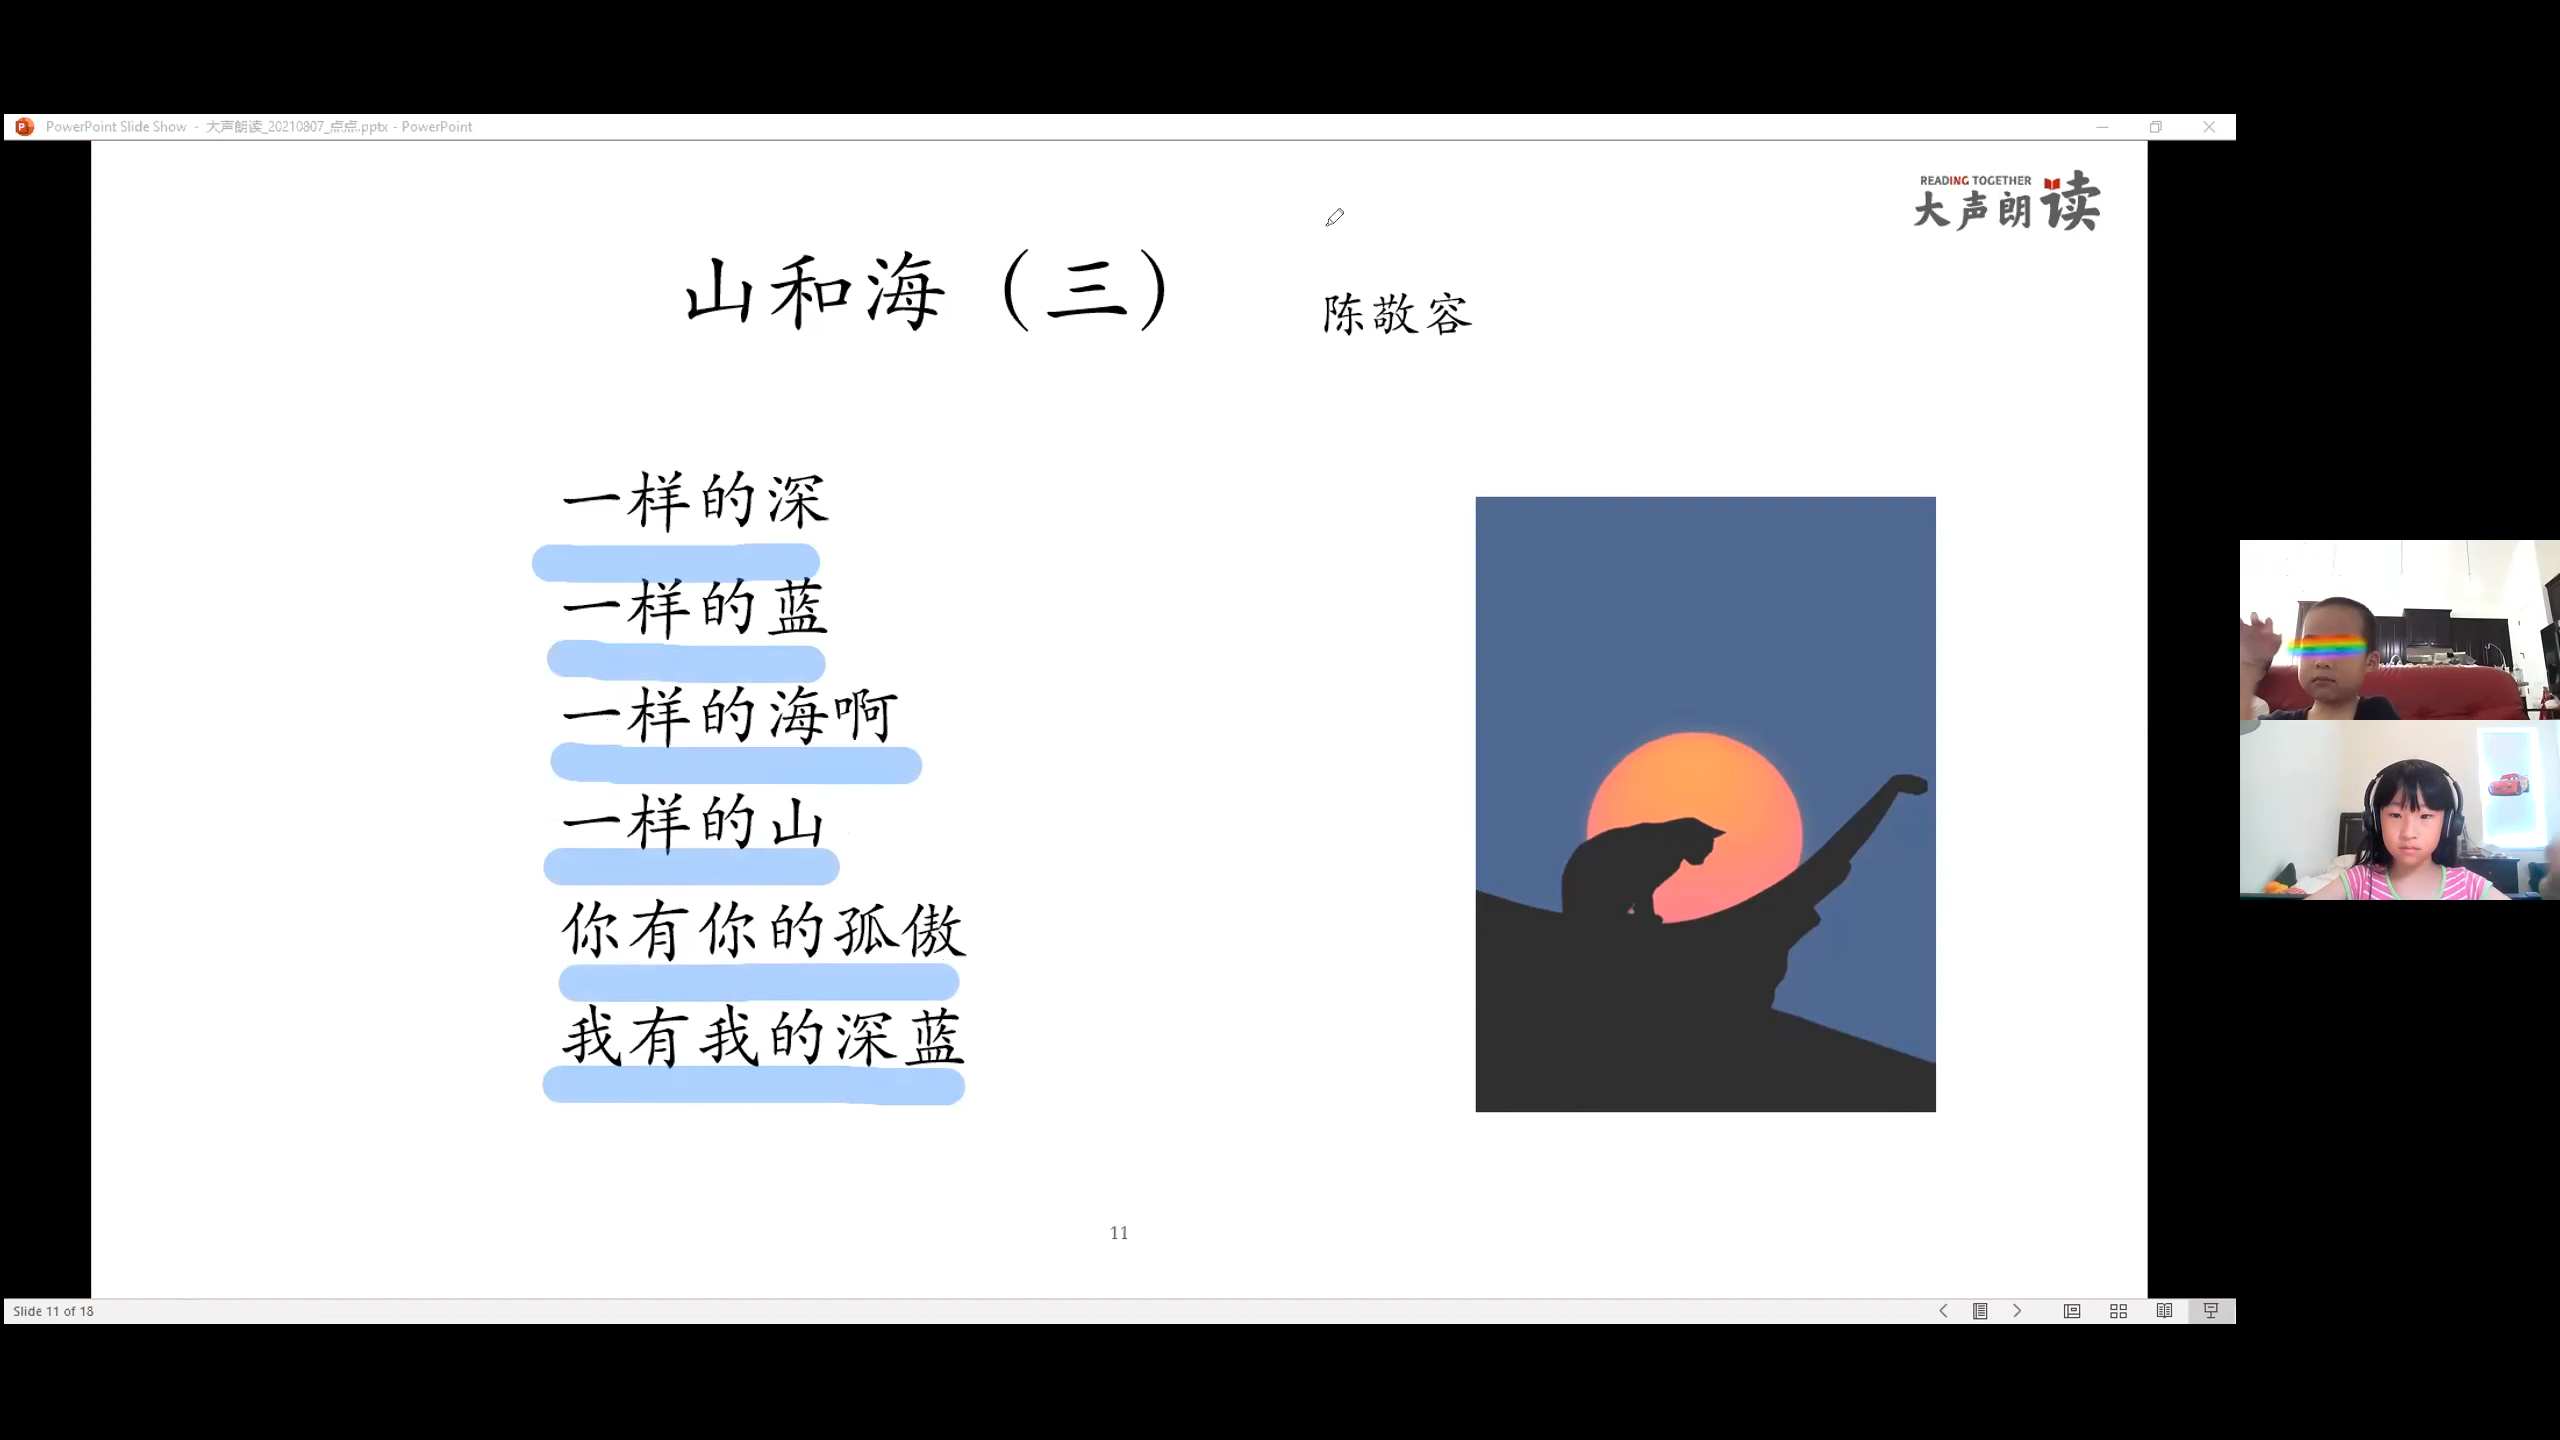 PowerPoint Slide Show - 大声朗读_20210807_点点.pptx - PowerPoint
READING TOGETHER
大声朗读
山和海（三）
陈敬容
一样的深
一样的蓝
一样的海啊
一样的山
你有你的孤傲
我有我的深蓝
11
Slide 11 of 18